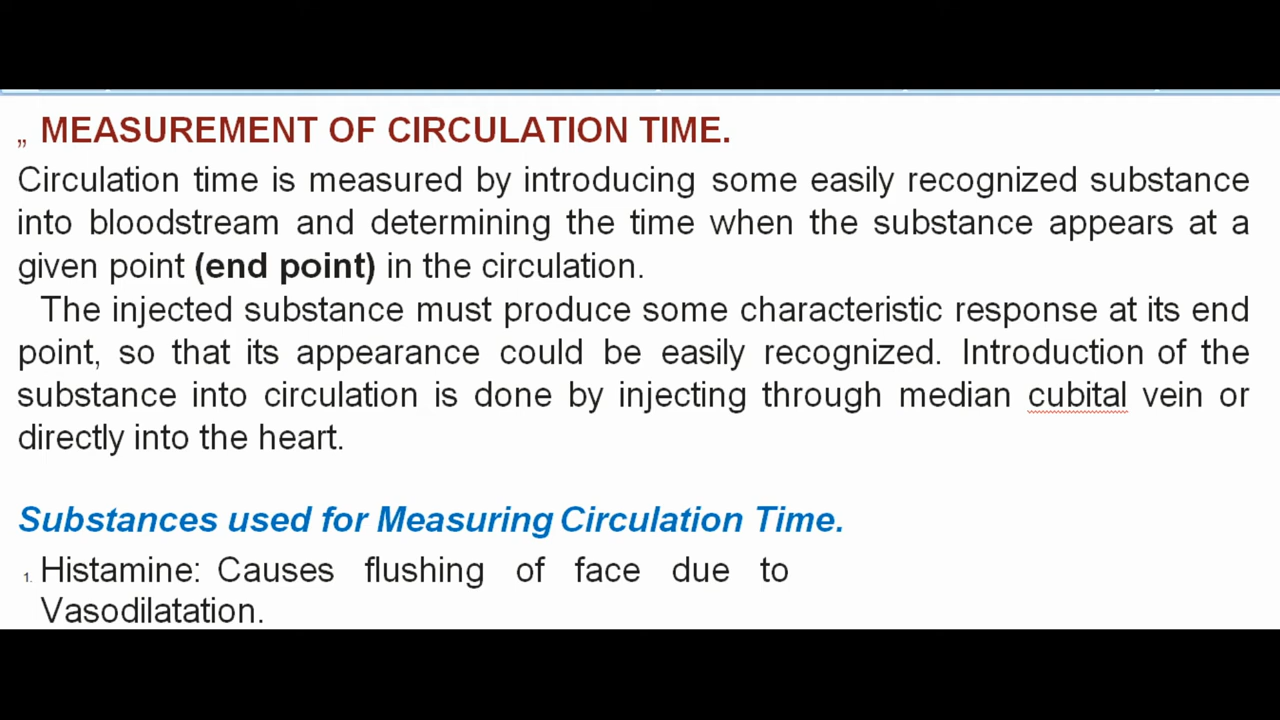 „ MEASUREMENT OF CIRCULATION TIME.
Circulation time is measured by introducing some easily recognized substance
into bloodstream and determining the time when the substance appears at a
given point (end point) in the circulation.
The injected substance must produce some characteristic response at its end
point, so that its appearance could be easily recognized. Introduction of the
substance into circulation is done by injecting through median cubital vein or
directly into the heart.
Substances used for Measuring Circulation Time.
1. Histamine: Causes flushing of face due to
Vasodilatation.